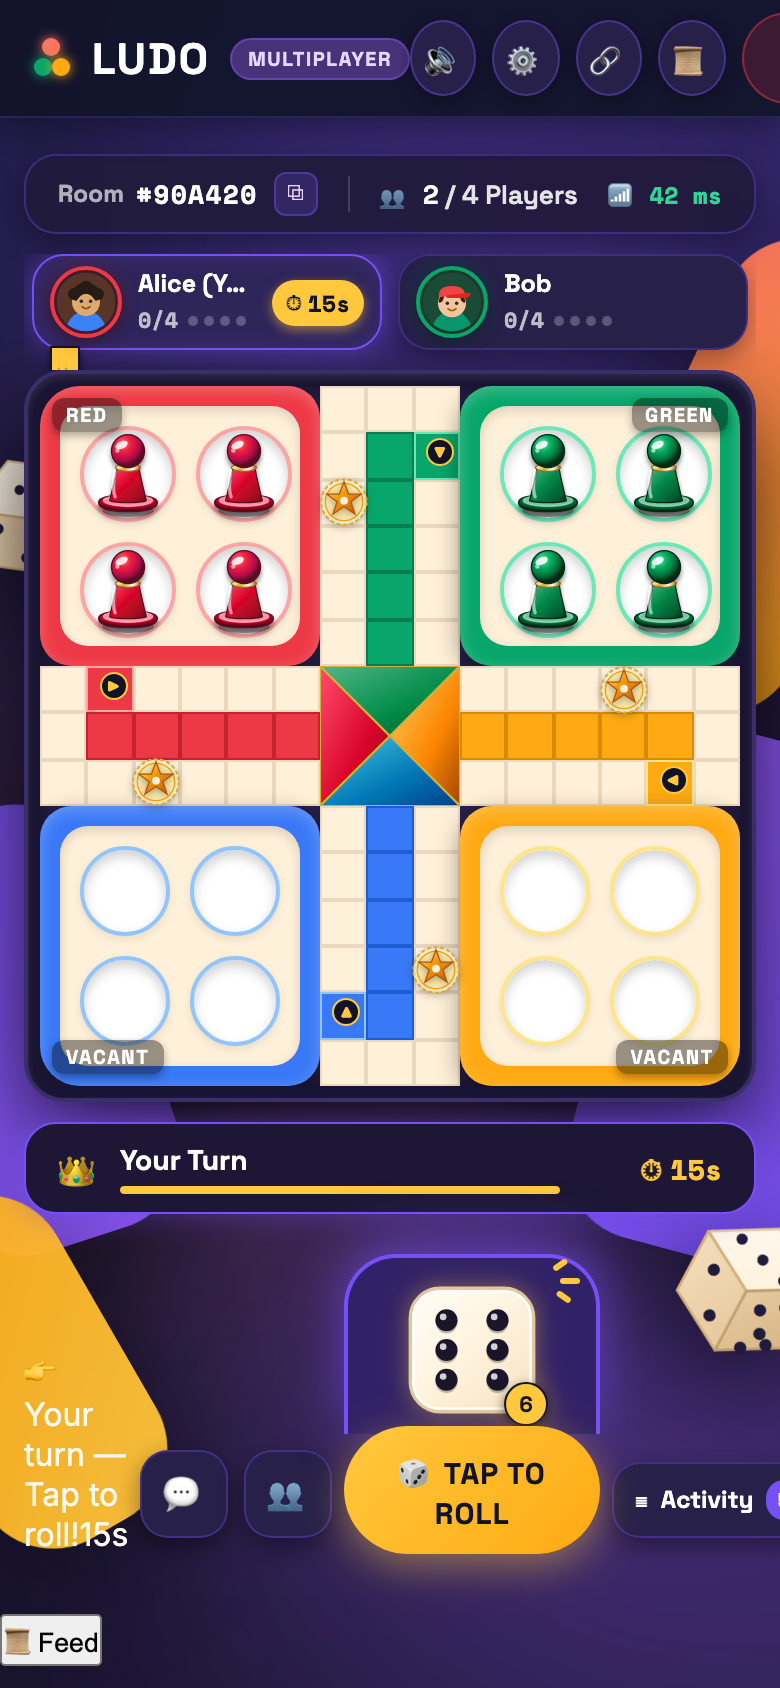 LUDO MULTIPLAYER
Room #90A420 2 / 4 Players 42 ms
Alice (Y... 15s Bob
0/4 0/4
RED GREEN
VACANT VACANT
Your Turn 15s
6
👉
Your
turn —
Tap to
roll!15s
TAP TO
ROLL
Activity
Feed